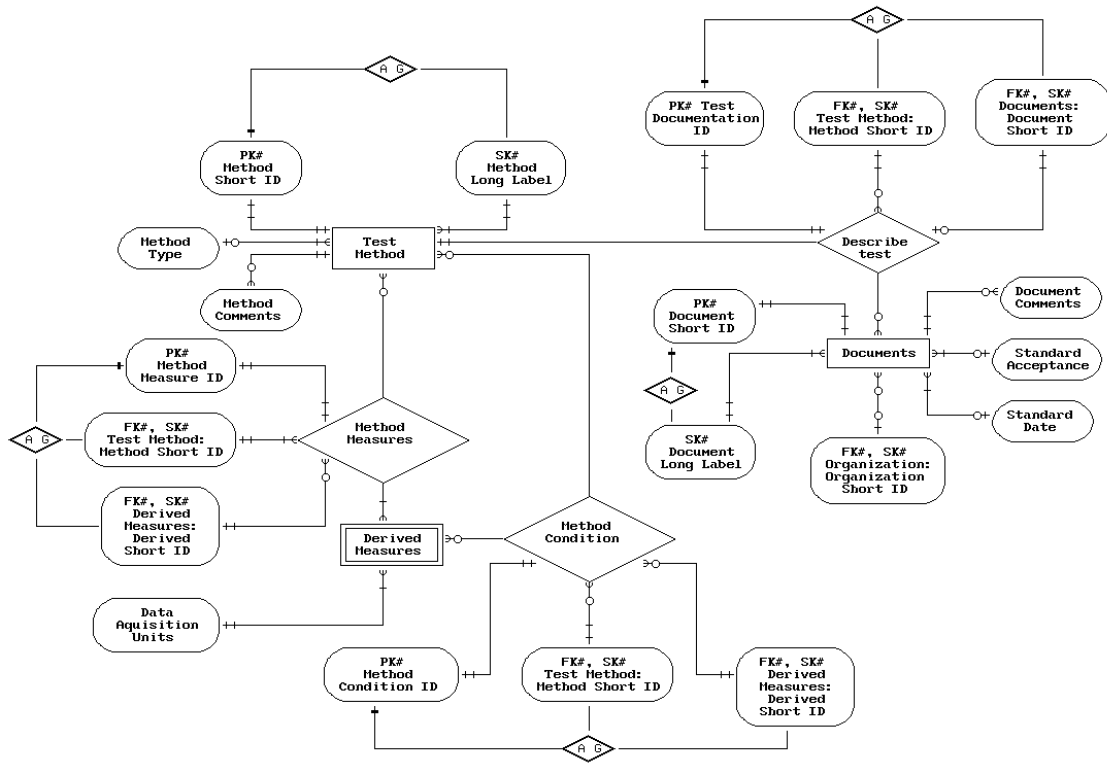 A G
A G
PK# Test
Documentation
ID
FK#, SK#
Test Method:
Method Short ID
FK#, SK#
Documents:
Document
Short ID
PK#
Method
Short ID
SK#
Method
Long Label
Method
Type
Test
Method
Describe
test
Method
Comments
PK#
Document
Short ID
Document
Comments
Documents
Standard
Acceptance
PK#
Method
Measure ID
A G
Standard
Date
A G
FK#, SK#
Test Method:
Method Short ID
Method
Measures
SK#
Document
Long Label
FK#, SK#
Organization:
Organization
Short ID
FK#, SK#
Derived
Measures:
Derived
Short ID
Derived
Measures
Method
Condition
Data
Aquisition
Units
PK#
Method
Condition ID
FK#, SK#
Test Method:
Method Short ID
FK#, SK#
Derived
Measures:
Derived
Short ID
A G